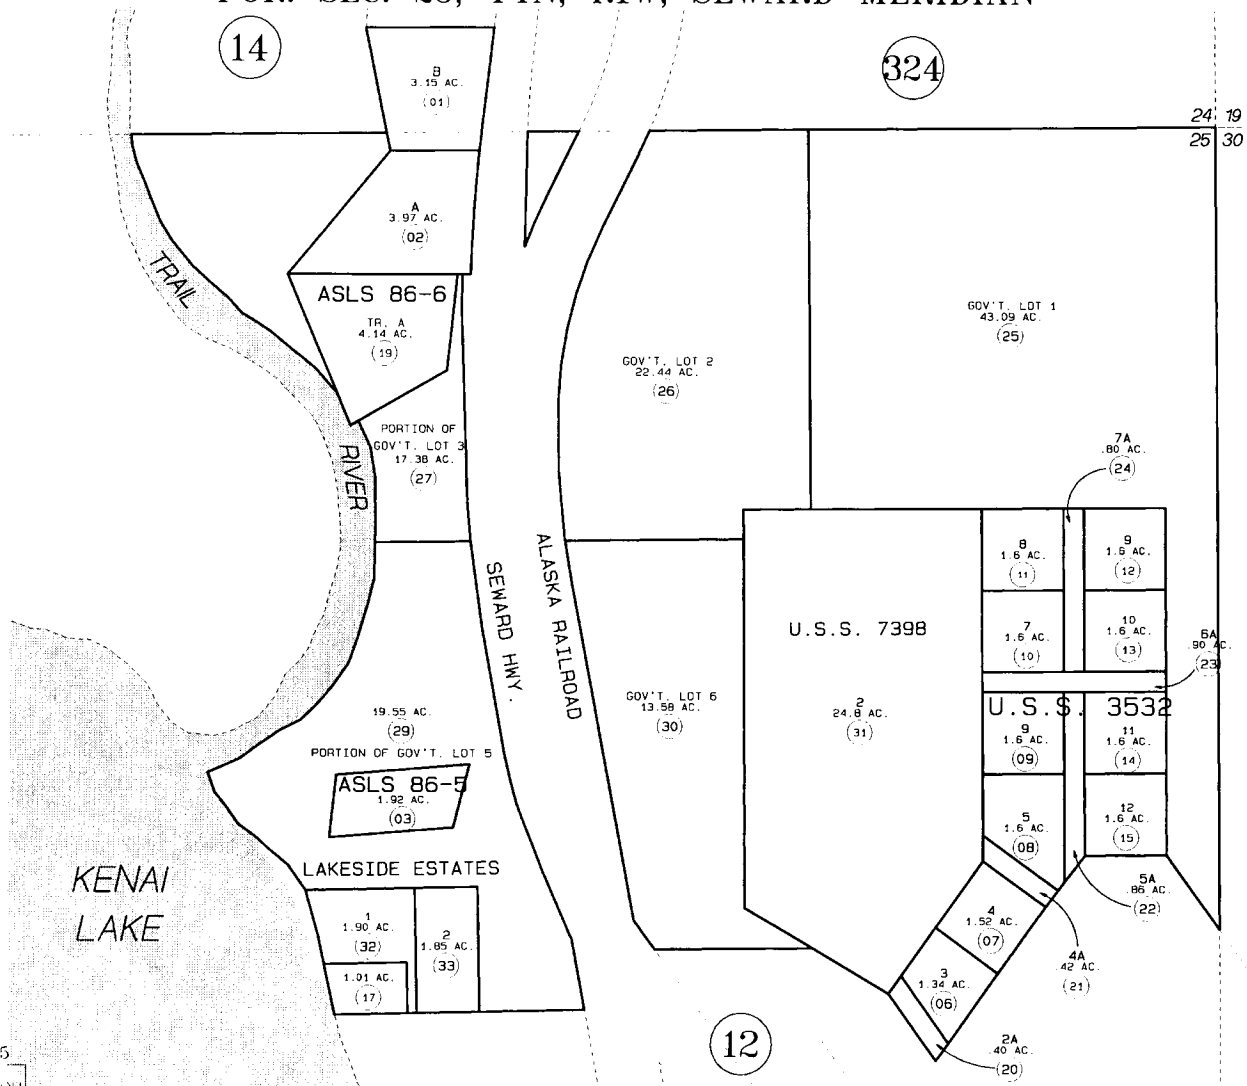 14
324
24 19
25 30
B
3.15 AC.
(01)
A
3.97 AC.
(02)
TRAIL
RIVER
ASLS 86-6
TR. A
4.14 AC.
(19)
PORTION OF
GOV'T. LOT 3
17.38 AC.
(27)
GOV'T. LOT 2
22.44 AC.
(26)
GOV'T. LOT 1
43.09 AC.
(25)
7A
.80 AC.
(24)
SEWARD HWY.
ALASKA RAILROAD
8
1.6 AC.
(11)
9
1.6 AC.
(12)
7
1.6 AC.
(10)
10
1.6 AC.
(13)
6A
.90 AC.
(23)
U.S.S. 7398
2
24.8 AC.
(31)
U.S.S. 3532
9
1.6 AC.
(09)
11
1.6 AC.
(14)
5
1.6 AC.
(08)
12
1.6 AC.
(15)
GOV'T. LOT 6
13.58 AC.
(30)
19.55 AC.
(29)
PORTION OF GOV'T. LOT 5
ASLS 86-5
1.92 AC.
(03)
LAKESIDE ESTATES
KENAI
LAKE
1
1.90 AC.
(32)
2
1.85 AC.
(33)
1.01 AC.
(17)
5A
.86 AC.
(22)
4
1.52 AC.
(07)
4A
.42 AC.
(21)
3
1.34 AC.
(06)
2A
.40 AC.
(20)
12
5